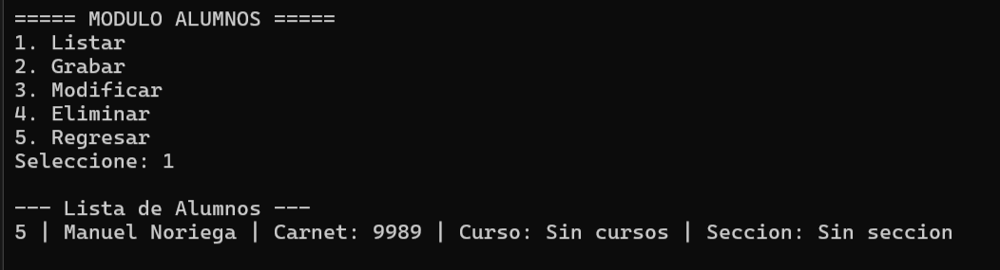 ===== MODULO ALUMNOS =====
1. Listar
2. Grabar
3. Modificar
4. Eliminar
5. Regresar
Seleccione: 1
--- Lista de Alumnos ---
5 | Manuel Noriega | Carnet: 9989 | Curso: Sin cursos | Seccion: Sin seccion